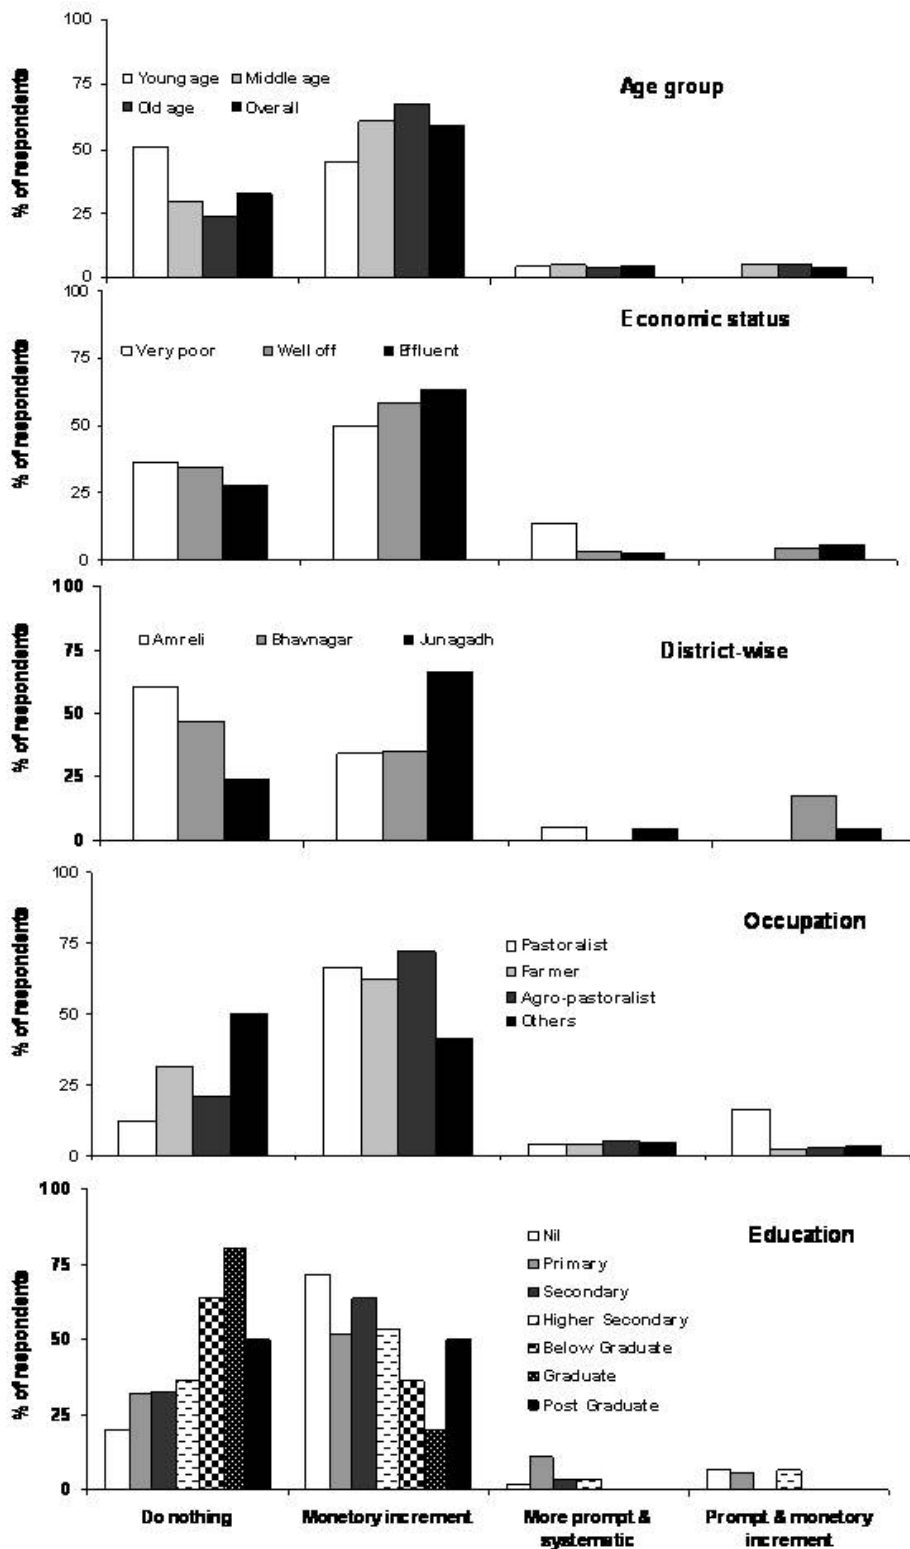 100
75
50
25
0
% of respondents
Young age Middle age
Old age Overall
Age group
100
75
50
25
0
% of respondents
Economic status
Very poor Well off Effluent
100
75
50
25
0
% of respondents
Amreli Bhavnagar Junagadh
District-wise
100
75
50
25
0
% of respondents
Occupation
Pastoralist
Farmer
Agro-pastoralist
Others
100
75
50
25
0
% of respondents
Education
Nil
Primary
Secondary
Higher Secondary
Below Graduate
Graduate
Post Graduate
Do nothing Monetory increment More prompt & Prompt & monetory
systematic increment